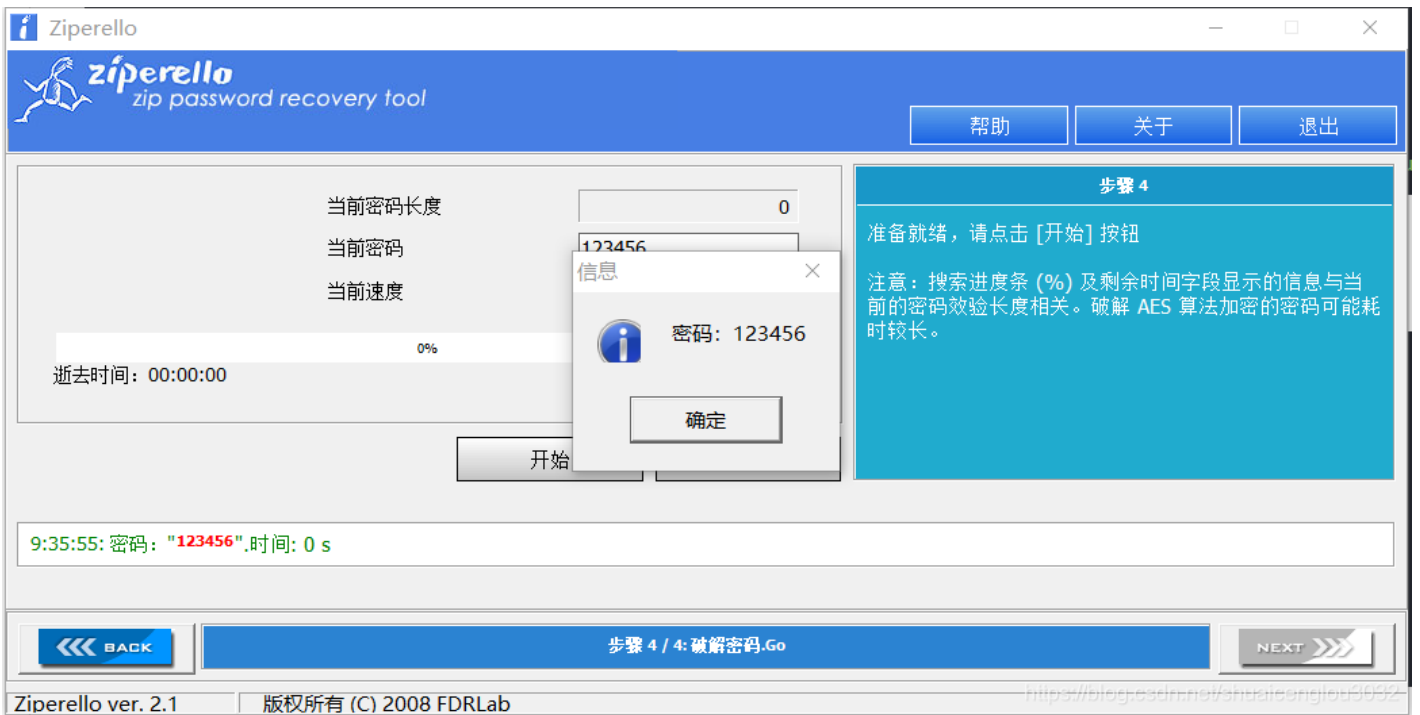 Ziperello
ziperello
zip password recovery tool
帮助 关于 退出
当前密码长度 0
当前密码 123456
当前速度
0%
逝去时间：00:00:00
信息
密码：123456
确定
步骤 4
准备就绪，请点击 [开始] 按钮
注意：搜索进度条 (%) 及剩余时间字段显示的信息与当
前的密码效验长度相关。破解 AES 算法加密的密码可能耗
时较长。
开始
9:35:55: 密码："123456".时间: 0 s
BACK
步骤 4 / 4: 破解密码.Go
NEXT
Ziperello ver. 2.1 版权所有 (C) 2008 FDRLab
https://blog.csdn.net/shuaicenglou3032